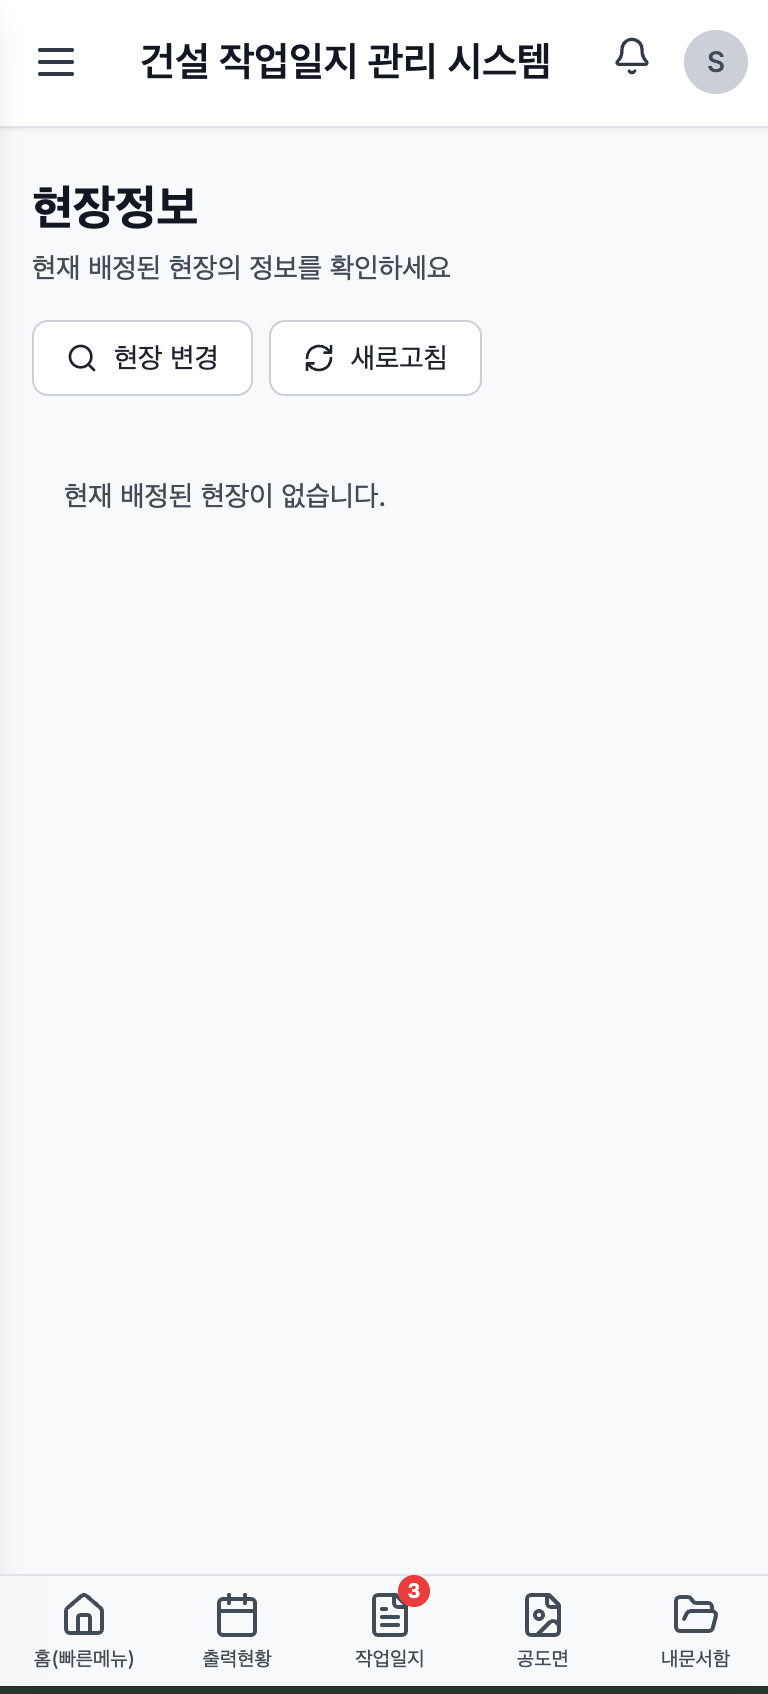 건설 작업일지 관리 시스템
S
현장정보
현재 배정된 현장의 정보를 확인하세요
현장 변경
새로고침
현재 배정된 현장이 없습니다.
3
홈(빠른메뉴)
출력현황
작업일지
공도면
내문서함